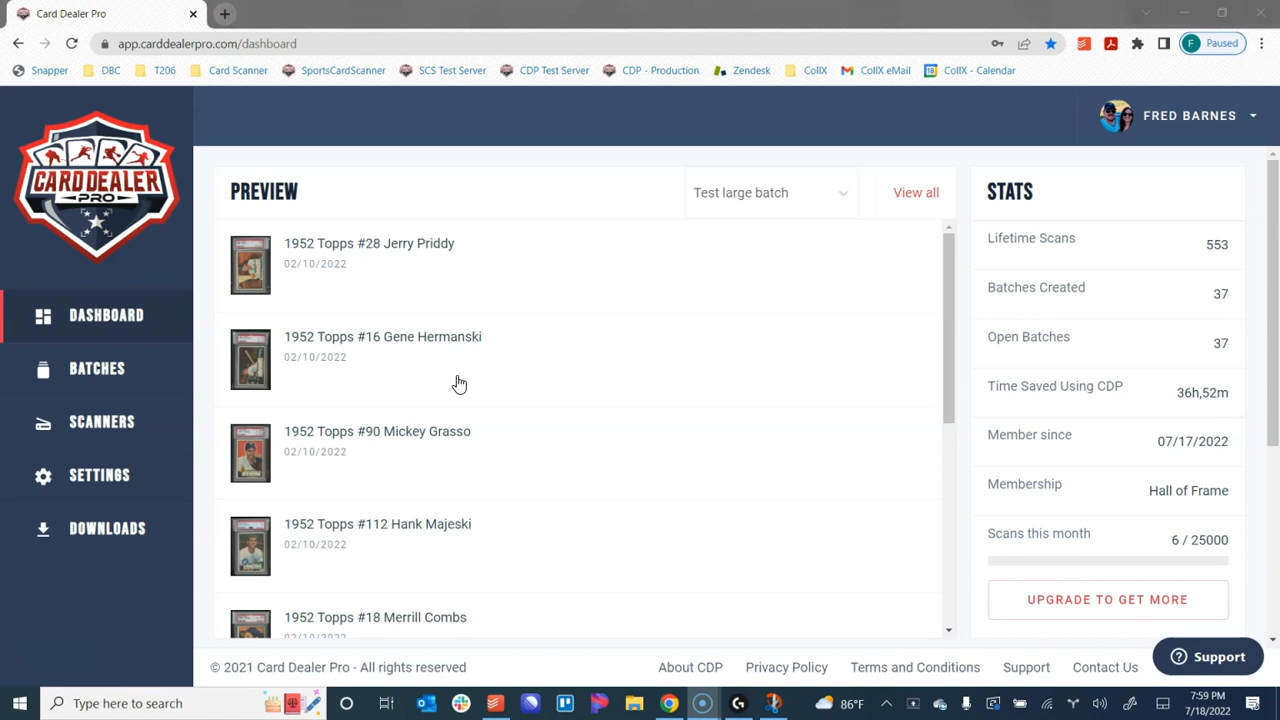 Card Dealer Pro
app.carddealerpro.com/dashboard
Paused
F
Snapper
DBC
T206
Card Scanner
SportsCardScanner
SCS Test Server
CDP Test Server
CDP - Production
Zendesk
CollX
CollX eMail
CollX - Calendar
CARD DEALER
PRO
FRED BARNES
DASHBOARD
BATCHES
SCANNERS
SETTINGS
DOWNLOADS
PREVIEW
Test large batch
View all
1952 Topps #28 Jerry Priddy
02/10/2022
1952 Topps #16 Gene Hermanski
02/10/2022
1952 Topps #90 Mickey Grasso
02/10/2022
1952 Topps #112 Hank Majeski
02/10/2022
1952 Topps #18 Merrill Combs
02/10/2022
STATS
Lifetime Scans 553
Batches Created 37
Open Batches 37
Time Saved Using CDP 36h,52m
Member since 07/17/2022
Membership Hall of Frame
Scans this month 6 / 25000
UPGRADE TO GET MORE
© 2021 Card Dealer Pro - All rights reserved
About CDP
Privacy Policy
Terms and Conditions
Support
Contact Us
Support
Type here to search
86°F
7:59 PM
7/18/2022